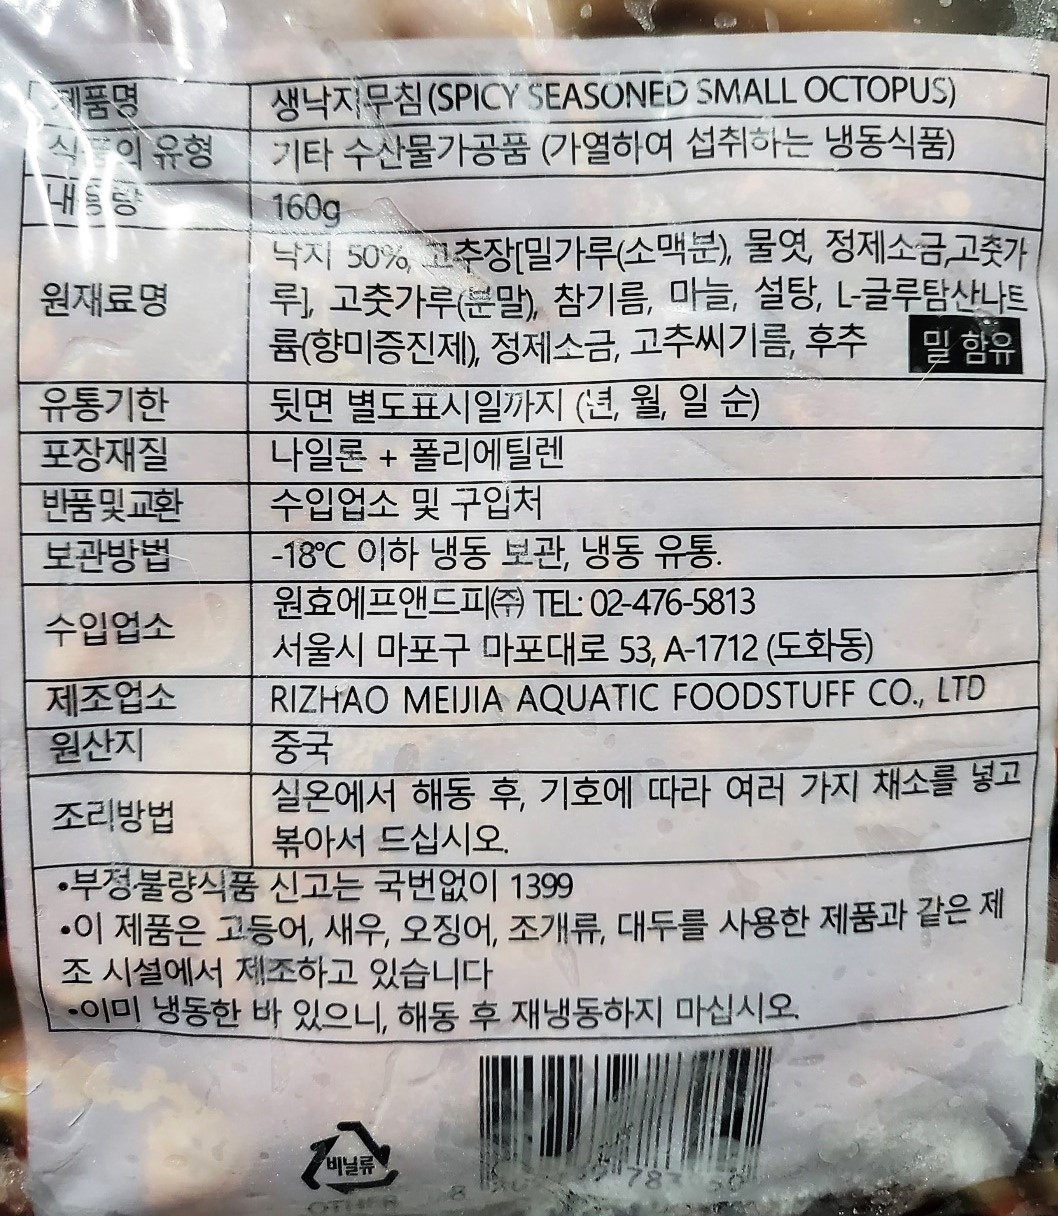 제품명 생낙지무침(SPICY SEASONED SMALL OCTOPUS)
식품의 유형 기타 수산물가공품 (가열하여 섭취하는 냉동식품)
내용량 160g
원재료명 낙지 50%, 고추장[밀가루(소맥분), 물엿, 정제소금,고춧가
루], 고춧가루(분말), 참기름, 마늘, 설탕, L-글루탐산나트
륨(향미증진제), 정제소금, 고추씨기름, 후추 밀 함유
유통기한 뒷면 별도표시일까지 (년, 월, 일 순)
포장재질 나일론 + 폴리에틸렌
반품및교환 수입업소 및 구입처
보관방법 -18℃ 이하 냉동 보관, 냉동 유통.
수입업소 원효에프앤드피㈜ TEL: 02-476-5813
서울시 마포구 마포대로 53, A-1712 (도화동)
제조업소 RIZHAO MEIJIA AQUATIC FOODSTUFF CO., LTD
원산지 중국
조리방법 실온에서 해동 후, 기호에 따라 여러 가지 채소를 넣고
볶아서 드십시오.
•부정·불량식품 신고는 국번없이 1399
•이 제품은 고등어, 새우, 오징어, 조개류, 대두를 사용한 제품과 같은 제
조 시설에서 제조하고 있습니다
•이미 냉동한 바 있으니, 해동 후 재냉동하지 마십시오.
비닐류
OTHER